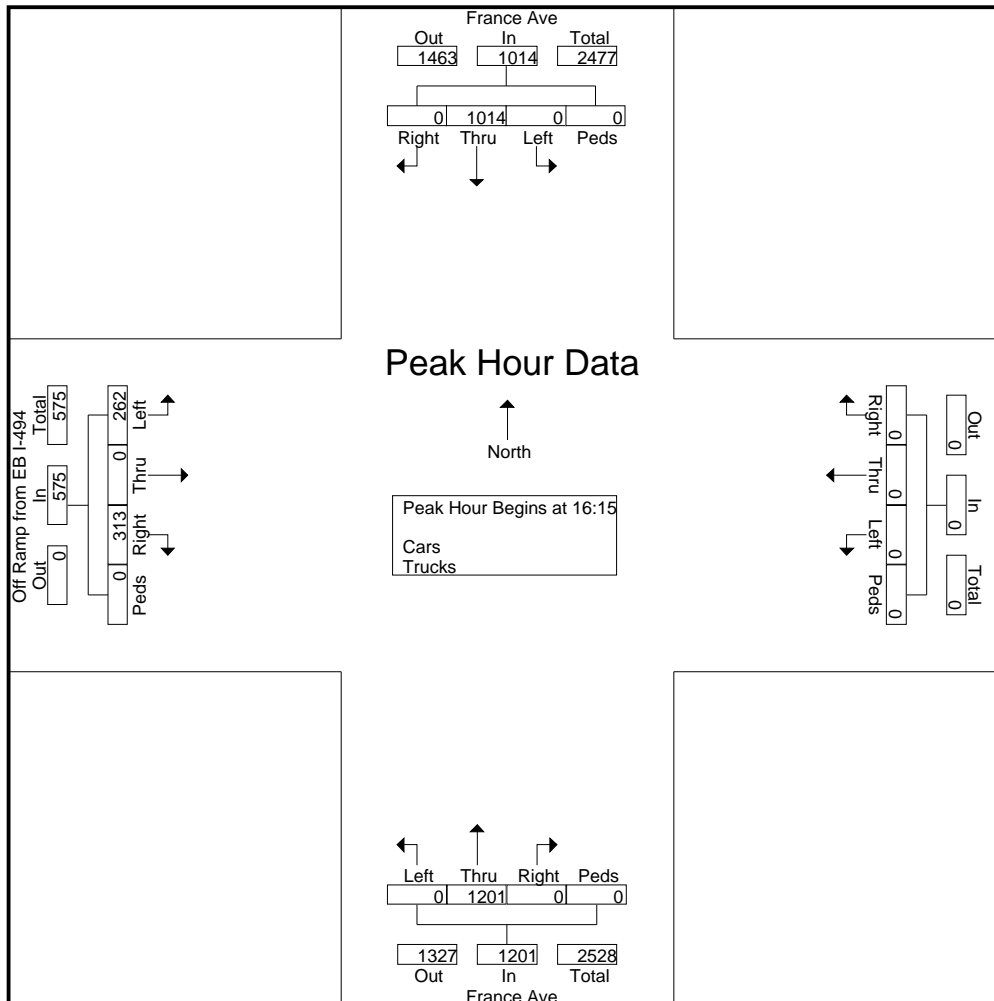 France Ave
Out In Total
1463 1014 2477
0 1014 0 0
Right Thru Left Peds
Peak Hour Data
North
Peak Hour Begins at 16:15
Cars
Trucks
Off Ramp from EB I-494
Out In Total
0 575 575
0 313 0 262
Peds Right Thru Left
Right Thru Left Peds
0 0 0 0
Out In Total
0 0 0
Left Thru Right Peds
0 1201 0 0
1327 1201 2528
Out In Total
France Ave